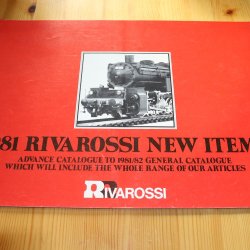 981 RIVAROSSI NEW ITEM
ADVANCE CATALOGUE TO 1981/82 GENERAL CATALOGUE
WHICH WILL INCLUDE THE WHOLE RANGE OF OUR ARTICLES
RIVAROSSI